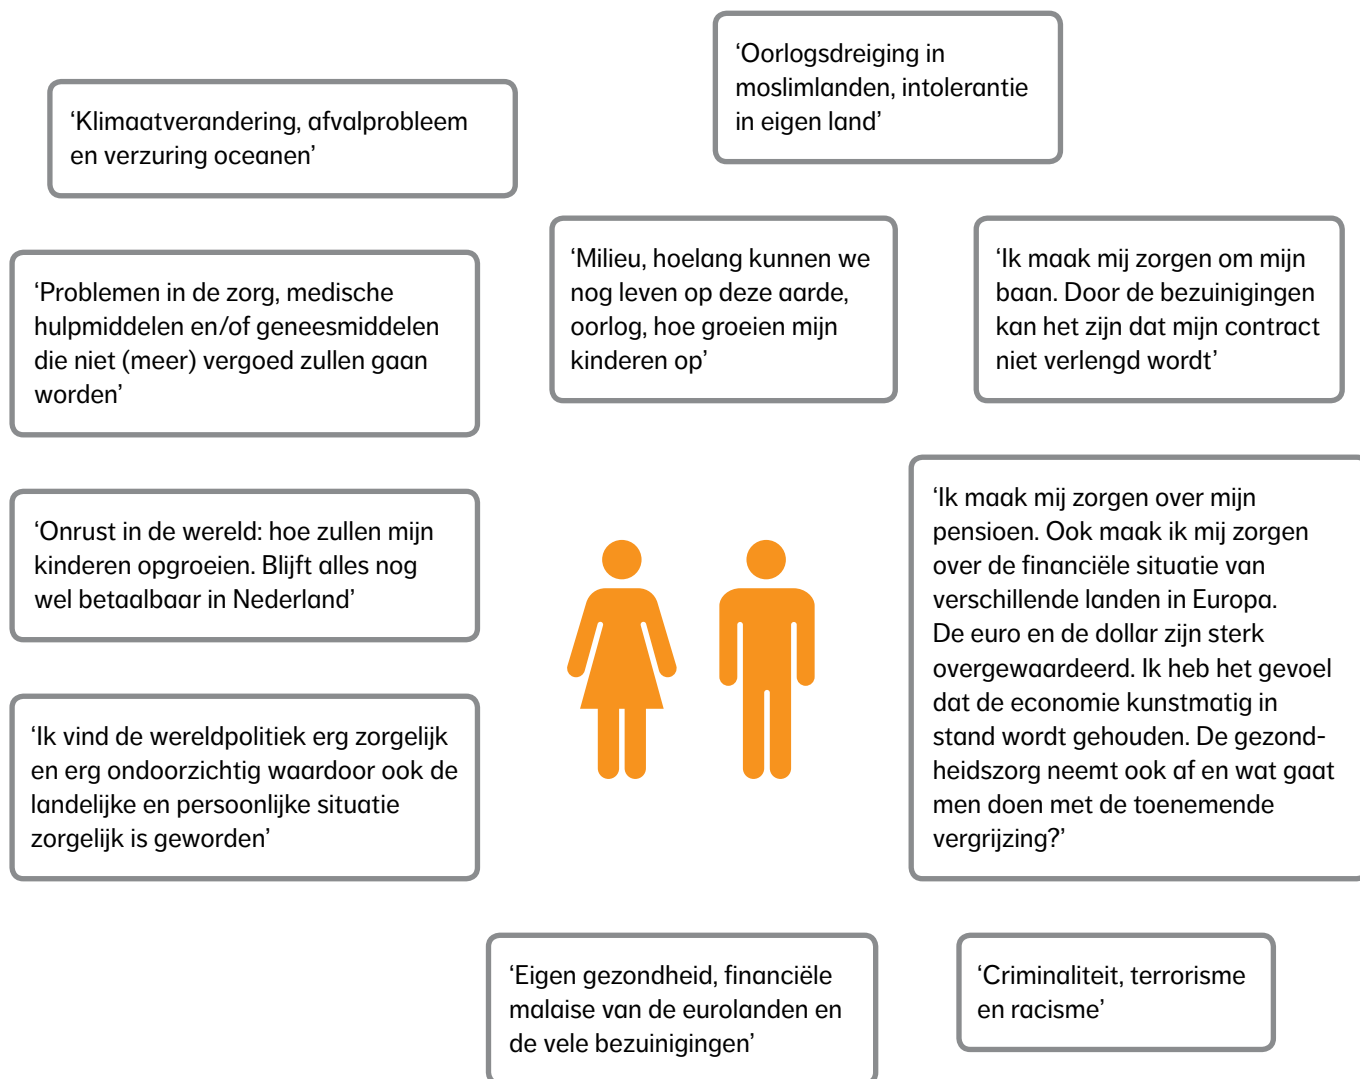 ‘Oorlogsdreiging in
moslimlanden, intolerantie
in eigen land’
‘Klimaatverandering, afvalprobleem
en verzuring oceanen’
‘Milieu, hoelang kunnen we
nog leven op deze aarde,
oorlog, hoe groeien mijn
kinderen op’
‘Ik maak mij zorgen om mijn
baan. Door de bezuinigingen
kan het zijn dat mijn contract
niet verlengd wordt’
‘Problemen in de zorg, medische
hulpmiddelen en/of geneesmiddelen
die niet (meer) vergoed zullen gaan
worden’
‘Onrust in de wereld: hoe zullen mijn
kinderen opgroeien. Blijft alles nog
wel betaalbaar in Nederland’
‘Ik maak mij zorgen over mijn
pensioen. Ook maak ik mij zorgen
over de financiële situatie van
verschillende landen in Europa.
De euro en de dollar zijn sterk
overgewaardeerd. Ik heb het gevoel
dat de economie kunstmatig in
stand wordt gehouden. De gezond-
heidszorg neemt ook af en wat gaat
men doen met de toenemende
vergrijzing?’
‘Ik vind de wereldpolitiek erg zorgelijk
en erg ondoorzichtig waardoor ook de
landelijke en persoonlijke situatie
zorgelijk is geworden’
‘Eigen gezondheid, financiële
malaise van de eurolanden en
de vele bezuinigingen’
‘Criminaliteit, terrorisme
en racisme’